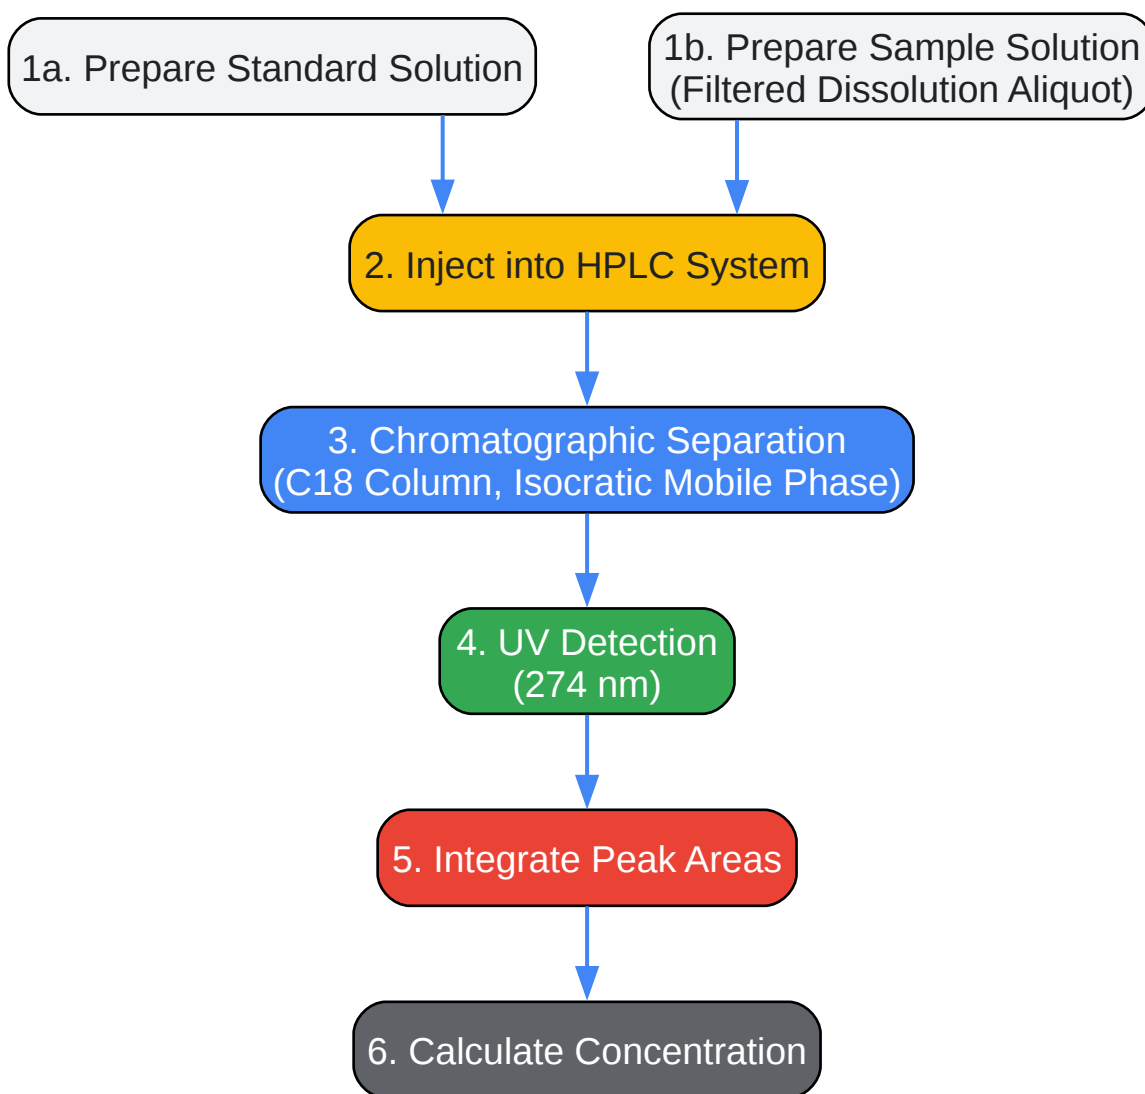 1a. Prepare Standard Solution
1b. Prepare Sample Solution
(Filtered Dissolution Aliquot)
2. Inject into HPLC System
3. Chromatographic Separation
(C18 Column, Isocratic Mobile Phase)
4. UV Detection
(274 nm)
5. Integrate Peak Areas
6. Calculate Concentration